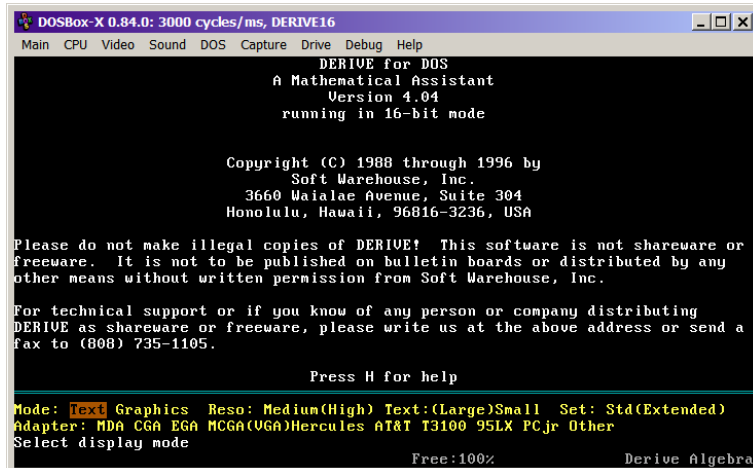 DOSBox-X 0.84.0: 3000 cycles/ms, DERIVE16
Main CPU Video Sound DOS Capture Drive Debug Help
DERIVE for DOS
A Mathematical Assistant
Version 4.04
running in 16-bit mode
Copyright (C) 1988 through 1996 by
Soft Warehouse, Inc.
3660 Waialae Avenue, Suite 304
Honolulu, Hawaii, 96816-3236, USA
Please do not make illegal copies of DERIVE! This software is not shareware or
freeware. It is not to be published on bulletin boards or distributed by any
other means without written permission from Soft Warehouse, Inc.
For technical support or if you know of any person or company distributing
DERIVE as shareware or freeware, please write us at the above address or send a
fax to (808) 735-1105.
Press H for help
Mode: Text Graphics Reso: Medium(High) Text:(Large)Small Set: Std(Extended)
Adapter: MDA CGA EGA MCGA(VGA)Hercules AT&T T3100 95LX PCjr Other
Select display mode
Free:100% Derive Algebra